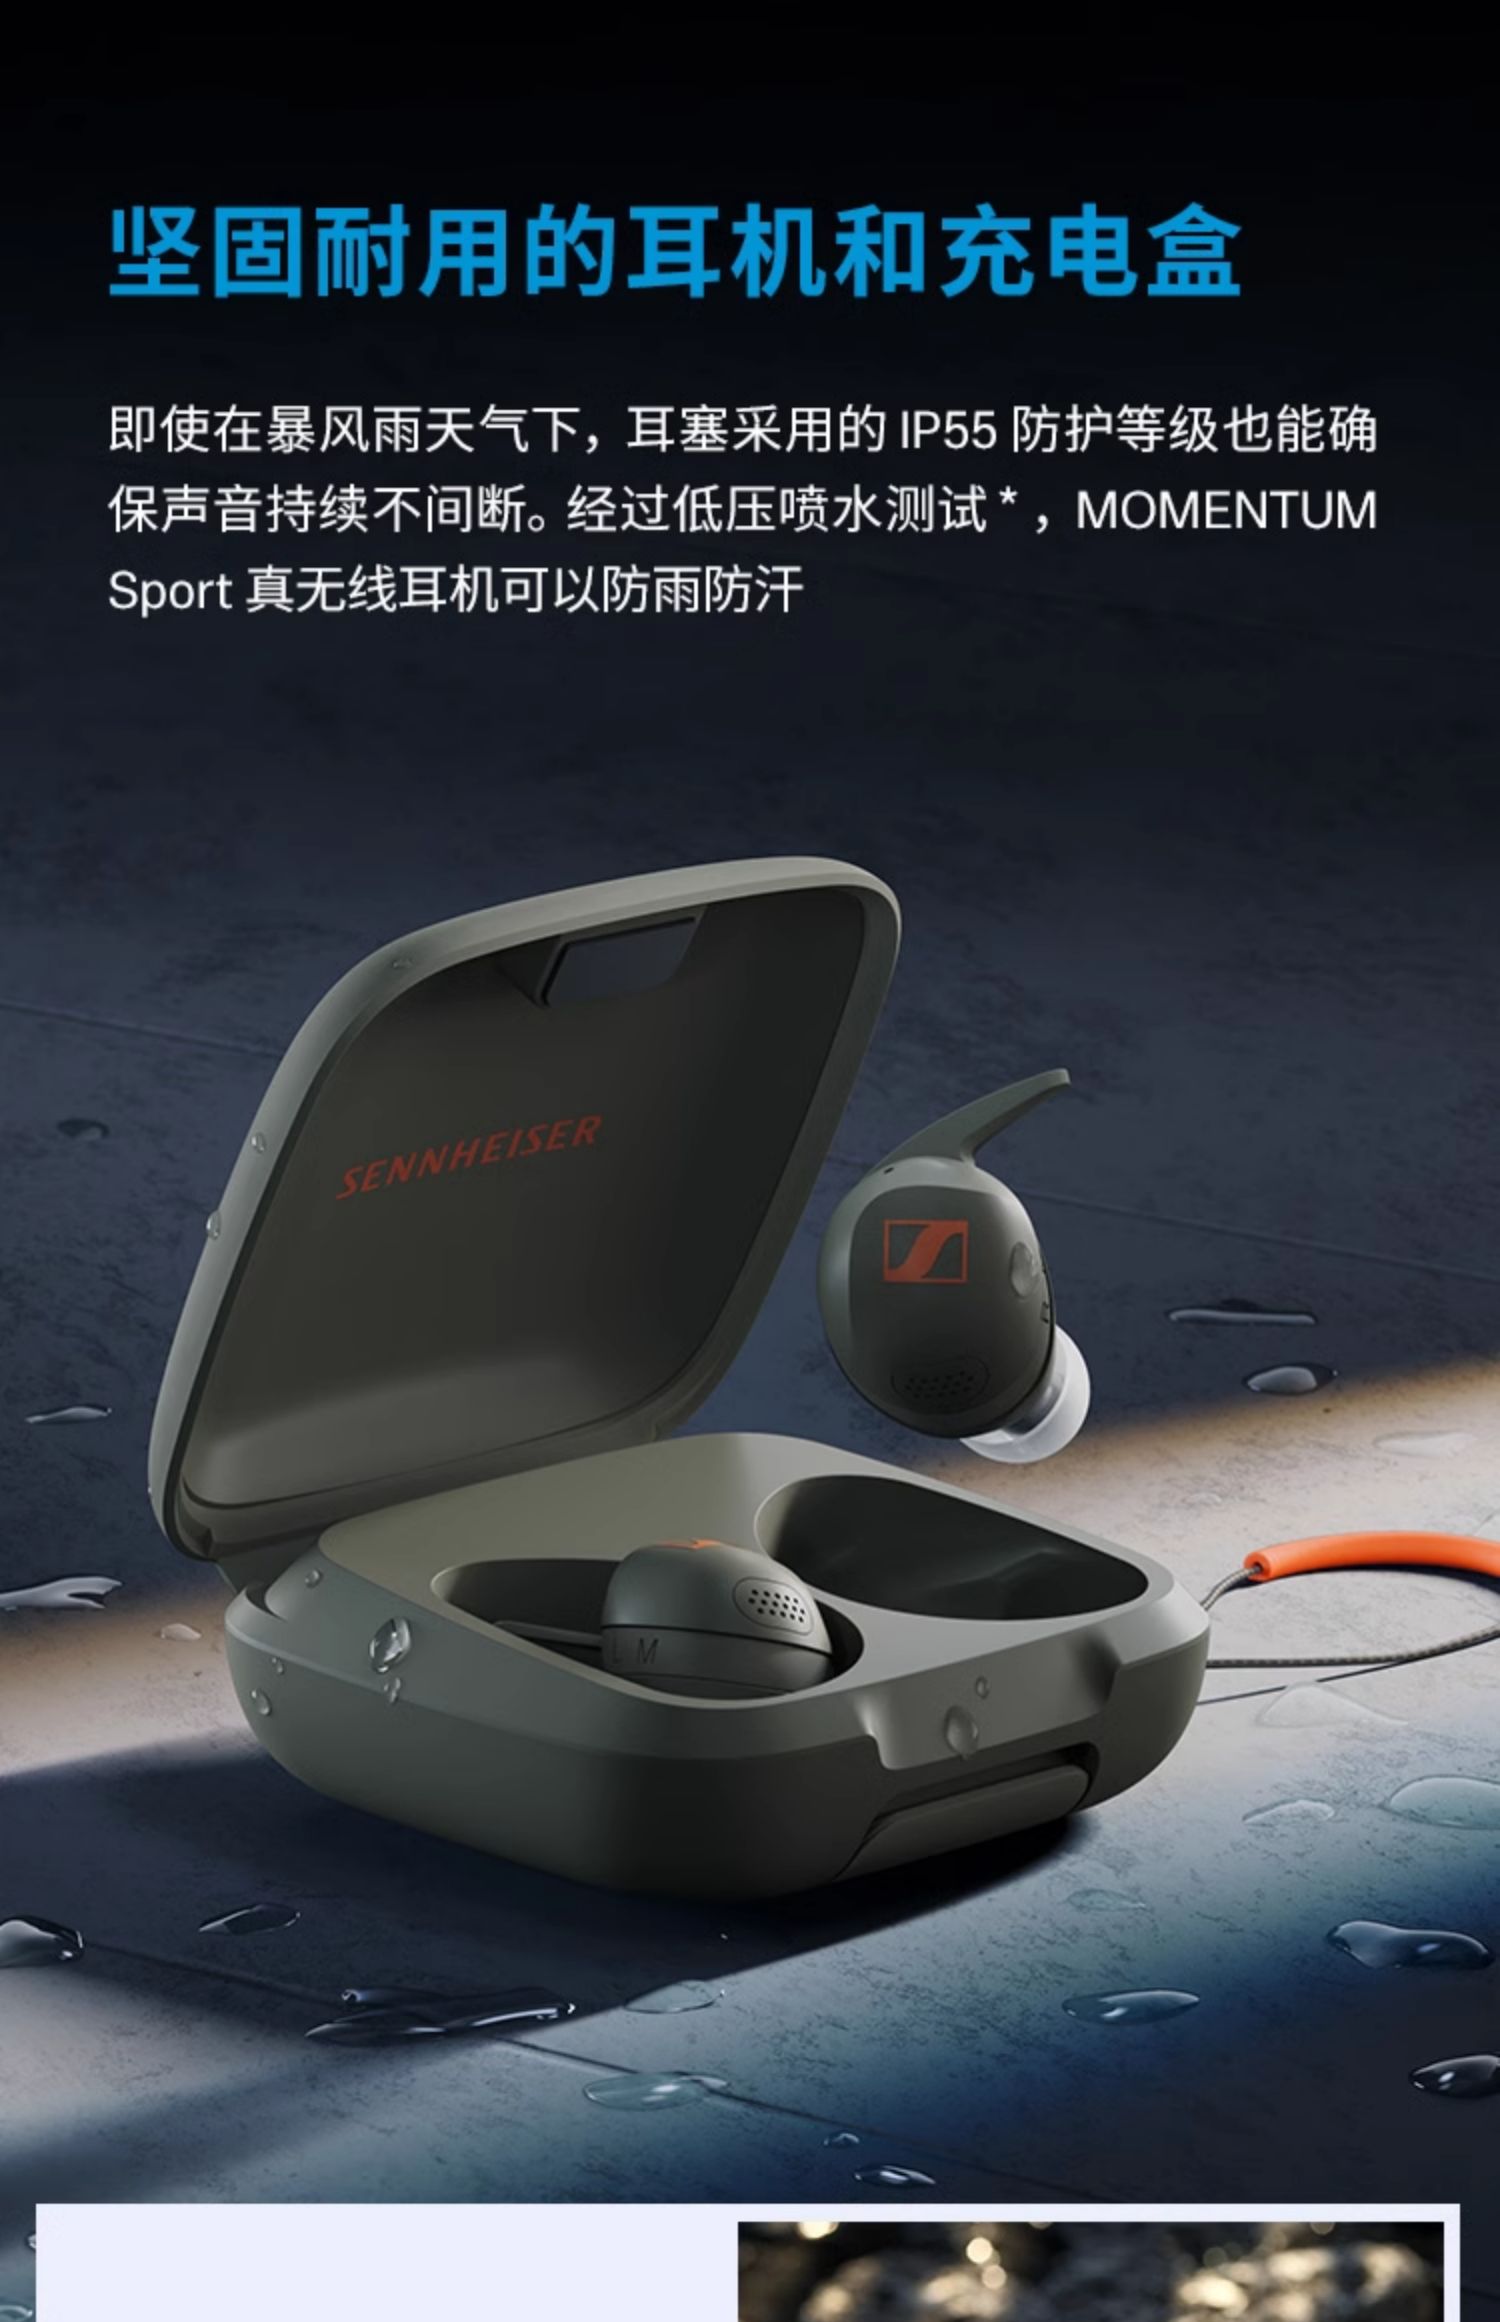 坚固耐用的耳机和充电盒
即使在暴风雨天气下，耳塞采用的 IP55 防护等级也能确
保声音持续不间断。经过低压喷水测试*，MOMENTUM
Sport 真无线耳机可以防雨防汗
SENNHEISER
L M